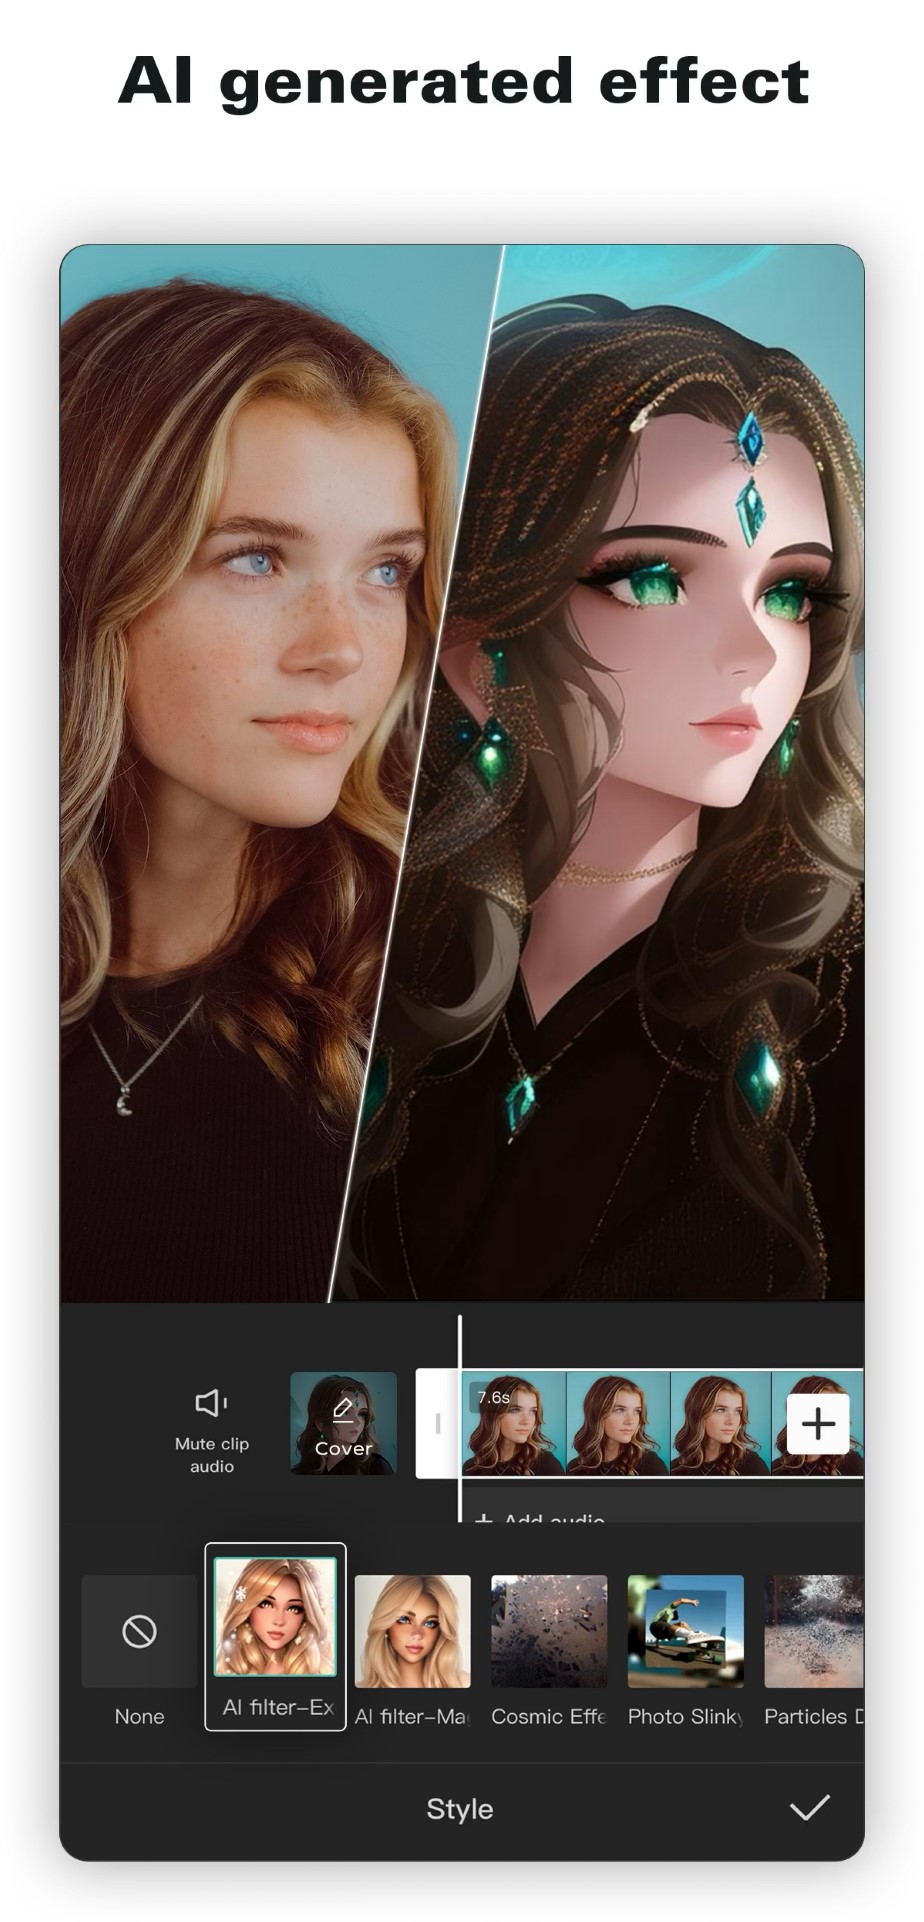 AI generated effect
7.6s
Mute clip
audio
Cover
+ Add audio
None
AI filter-Ex
AI filter-Ma
Cosmic Effe
Photo Slink
Particles
Style